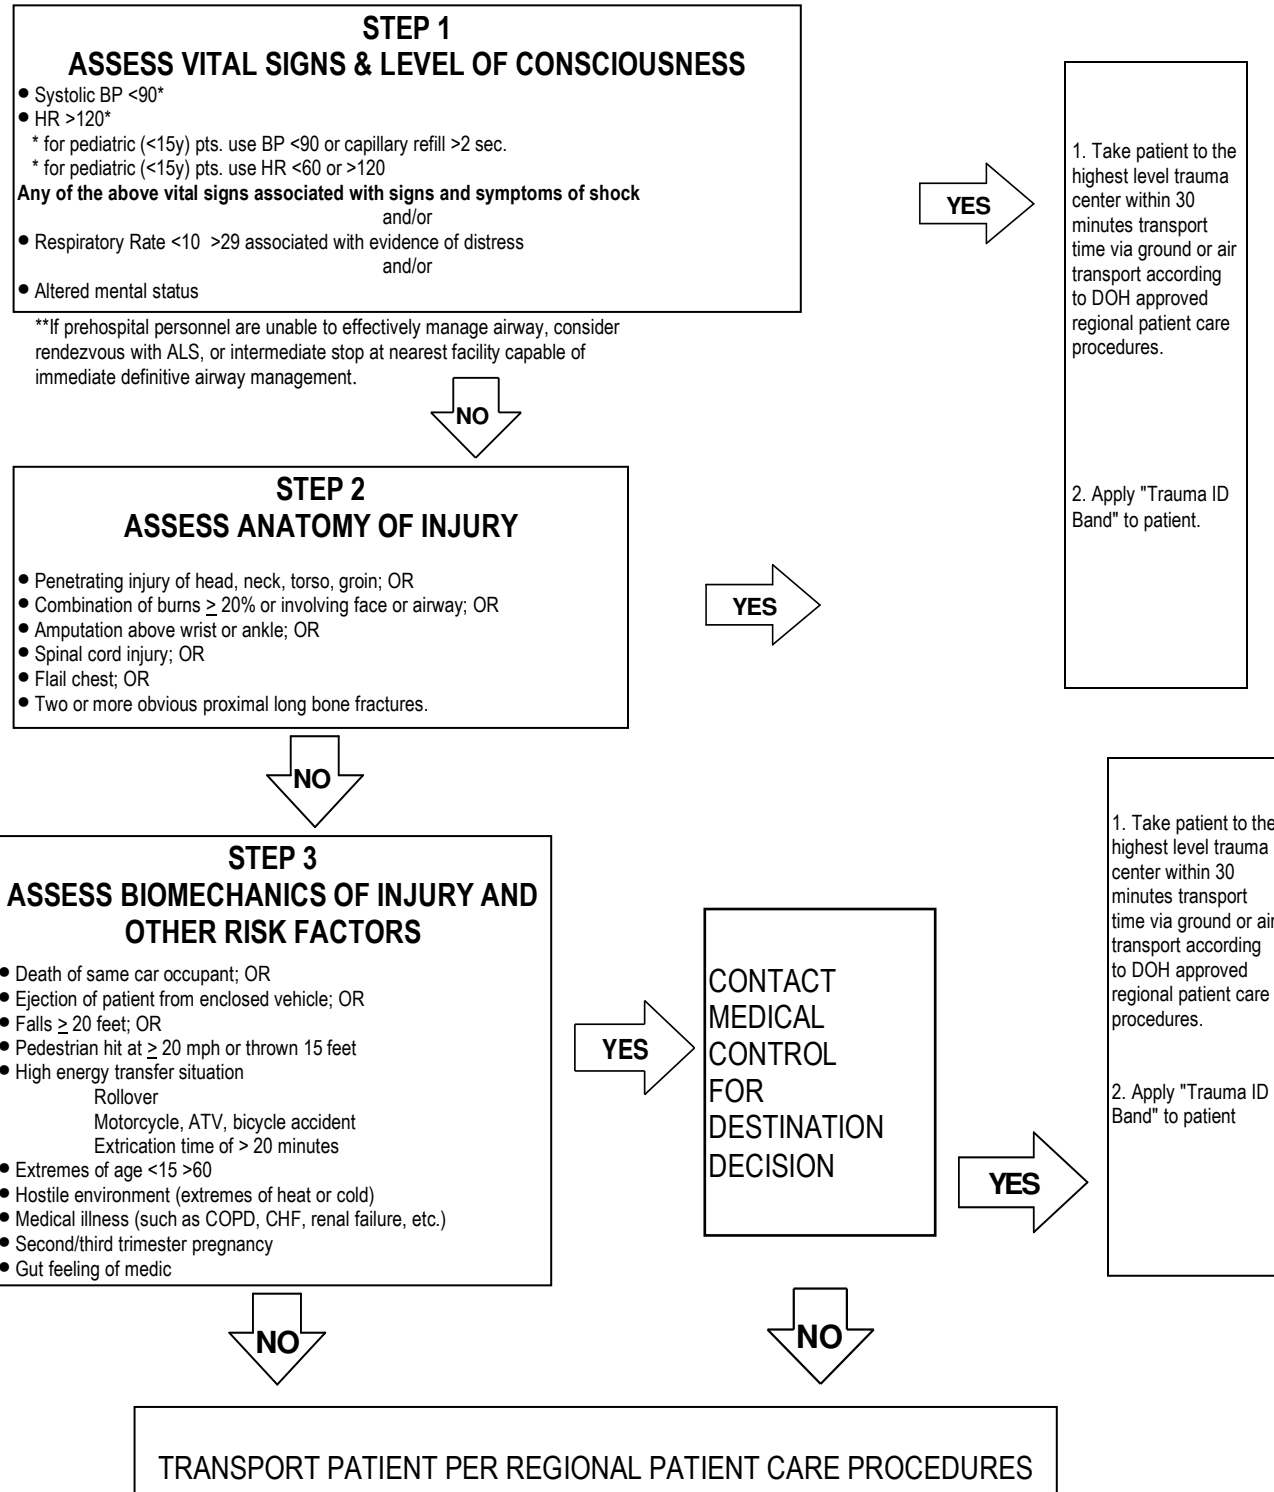 STEP 1
ASSESS VITAL SIGNS & LEVEL OF CONSCIOUSNESS
● Systolic BP <90*
● HR >120*
* for pediatric (<15y) pts. use BP <90 or capillary refill >2 sec.
* for pediatric (<15y) pts. use HR <60 or >120
Any of the above vital signs associated with signs and symptoms of shock
and/or
● Respiratory Rate <10 >29 associated with evidence of distress
and/or
● Altered mental status
**If prehospital personnel are unable to effectively manage airway, consider
rendezvous with ALS, or intermediate stop at nearest facility capable of
immediate definitive airway management.
YES
1. Take patient to the
highest level trauma
center within 30
minutes transport
time via ground or air
transport according
to DOH approved
regional patient care
procedures.
2. Apply "Trauma ID
Band" to patient.
NO
STEP 2
ASSESS ANATOMY OF INJURY
● Penetrating injury of head, neck, torso, groin; OR
● Combination of burns ≥ 20% or involving face or airway; OR
● Amputation above wrist or ankle; OR
● Spinal cord injury; OR
● Flail chest; OR
● Two or more obvious proximal long bone fractures.
YES
NO
STEP 3
ASSESS BIOMECHANICS OF INJURY AND
OTHER RISK FACTORS
● Death of same car occupant; OR
● Ejection of patient from enclosed vehicle; OR
● Falls ≥ 20 feet; OR
● Pedestrian hit at ≥ 20 mph or thrown 15 feet
● High energy transfer situation
Rollover
Motorcycle, ATV, bicycle accident
Extrication time of > 20 minutes
● Extremes of age <15 >60
● Hostile environment (extremes of heat or cold)
● Medical illness (such as COPD, CHF, renal failure, etc.)
● Second/third trimester pregnancy
● Gut feeling of medic
YES
CONTACT
MEDICAL
CONTROL
FOR
DESTINATION
DECISION
YES
1. Take patient to the
highest level trauma
center within 30
minutes transport
time via ground or air
transport according
to DOH approved
regional patient care
procedures.
2. Apply "Trauma ID
Band" to patient
NO
NO
TRANSPORT PATIENT PER REGIONAL PATIENT CARE PROCEDURES